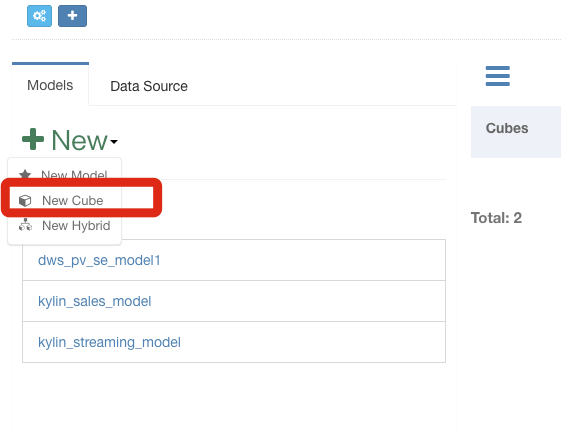 Models
Data Source
New
New Model
New Cube
New Hybrid
dws_pv_se_model1
kylin_sales_model
kylin_streaming_model
Cubes
Total: 2